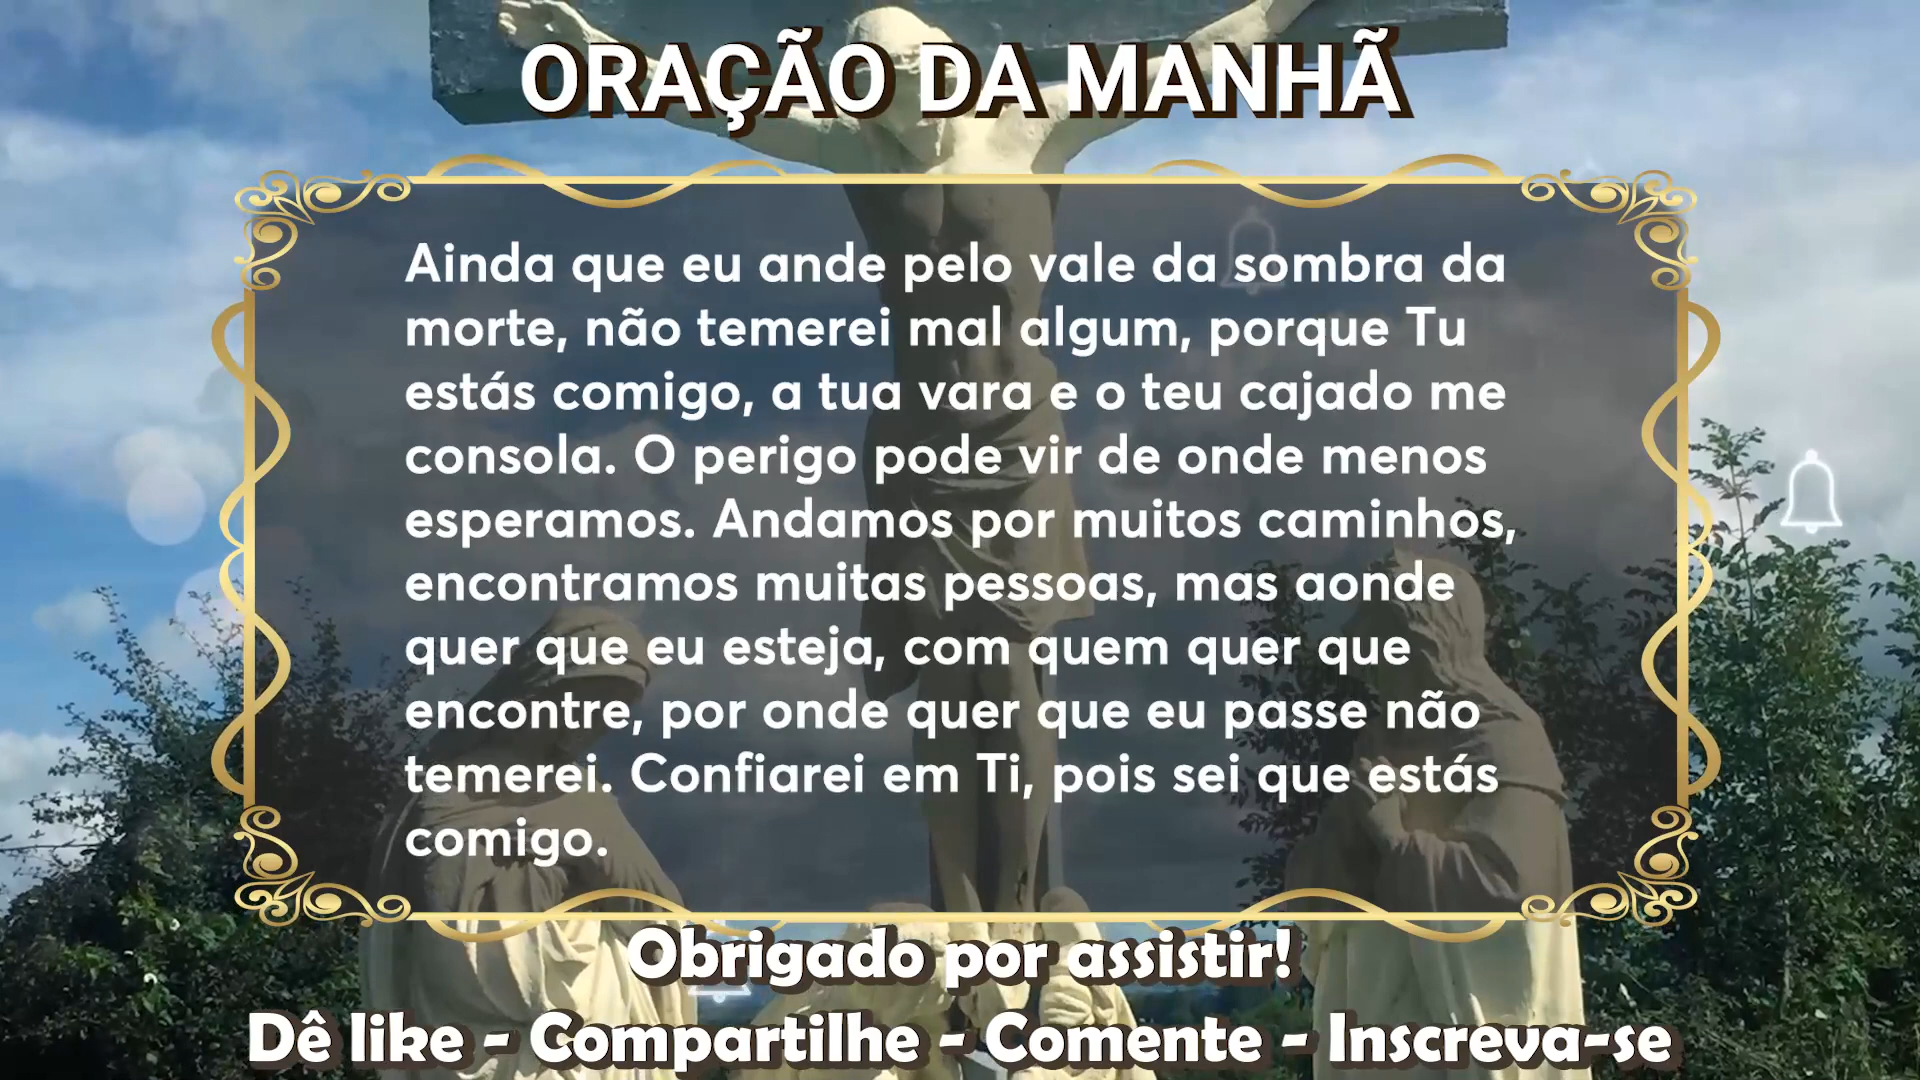 ORAÇÃO DA MANHÃ
Ainda que eu ande pelo vale da sombra da
morte, não temerei mal algum, porque Tu
estás comigo, a tua vara e o teu cajado me
consola. O perigo pode vir de onde menos
esperamos. Andamos por muitos caminhos,
encontramos muitas pessoas, mas aonde
quer que eu esteja, com quem quer que
encontre, por onde quer que eu passe não
temerei. Confiarei em Ti, pois sei que estás
comigo.
Obrigado por assistir!
Dê like - Compartilhe - Comente - Inscreva-se